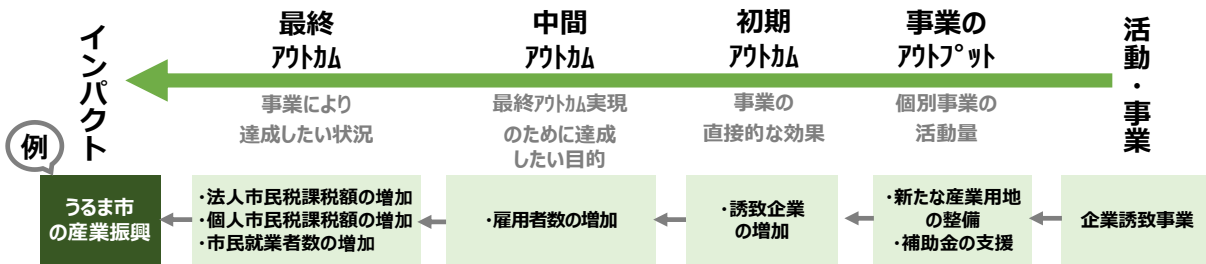 インパクト
最終
ｱｳﾄｶﾑ
中間
ｱｳﾄｶﾑ
初期
ｱｳﾄｶﾑ
事業の
ｱｳﾄﾌﾟｯﾄ
活動・事業
事業により
達成したい状況
最終ｱｳﾄｶﾑ実現
のために達成
したい目的
事業の
直接的な効果
個別事業の
活動量
例
うるま市
の産業振興
・法人市民税課税額の増加
・個人市民税課税額の増加
・市民就業者数の増加
・雇用者数の増加
・誘致企業
の増加
・新たな産業用地
の整備
・補助金の支援
企業誘致事業